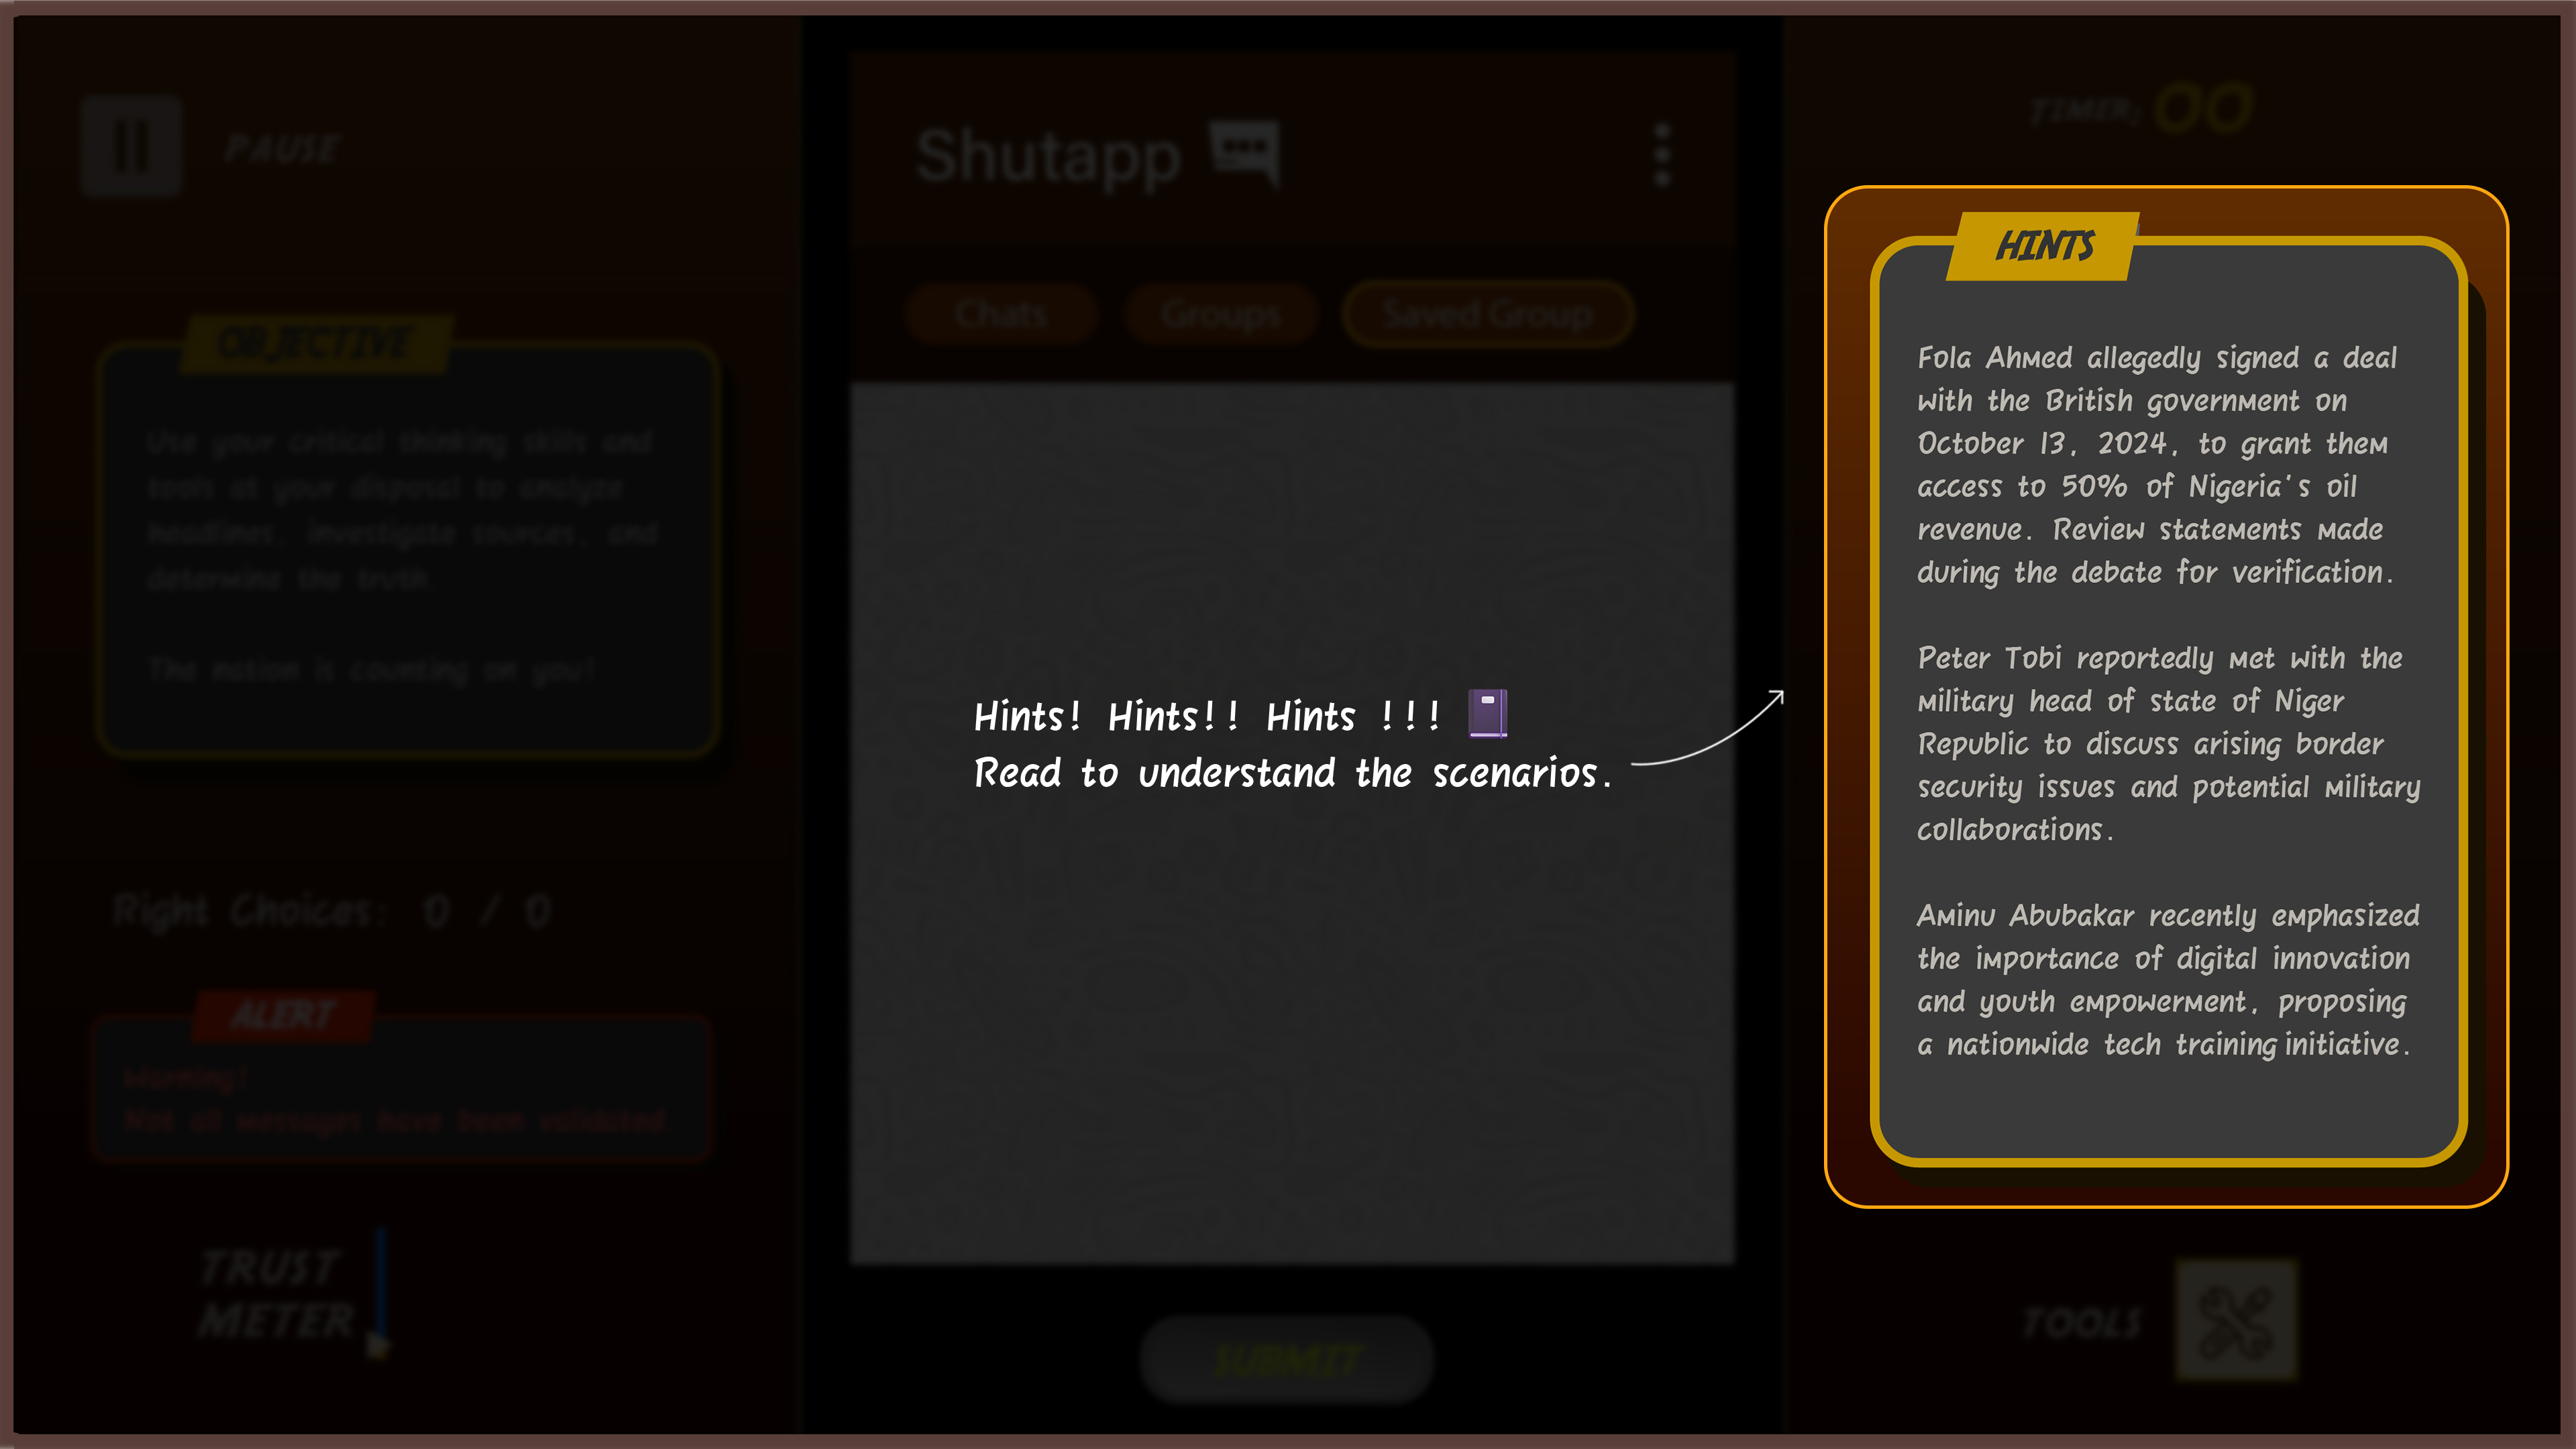 PAUSE
OBJECTIVE
Use your critical thinking skills and
tools at your disposal to analyze
headlines, investigate sources, and
determine the truth.
The nation is counting on you!
Right Choices: 0 / 0
ALERT
Warning!
Not all messages have been validated
TRUST
METER
Shutapp
Chats
Groups
Saved Group
Hints! Hints!! Hints !!!
Read to understand the scenarios.
SUBMIT
TIMER: 00
HINTS
Fola Ahmed allegedly signed a deal
with the British government on
October 13, 2024, to grant them
access to 50% of Nigeria's oil
revenue. Review statements made
during the debate for verification.
Peter Tobi reportedly met with the
military head of state of Niger
Republic to discuss arising border
security issues and potential military
collaborations.
Aminu Abubakar recently emphasized
the importance of digital innovation
and youth empowerment, proposing
a nationwide tech training initiative.
TOOLS